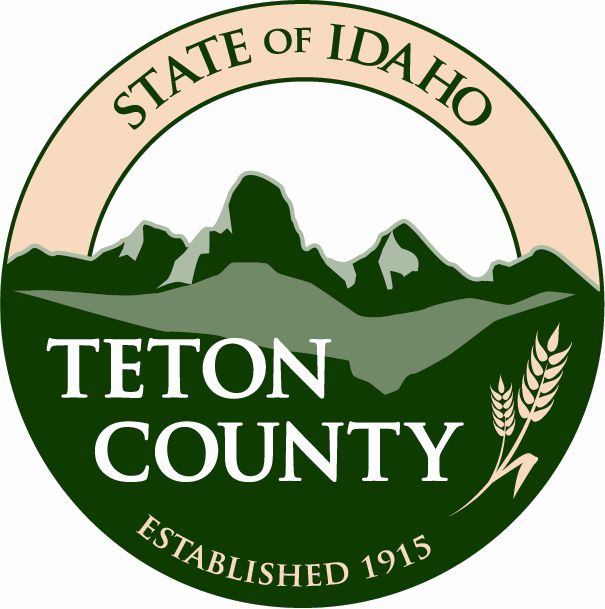 STATE OF IDAHO
TETON
COUNTY
ESTABLISHED 1915